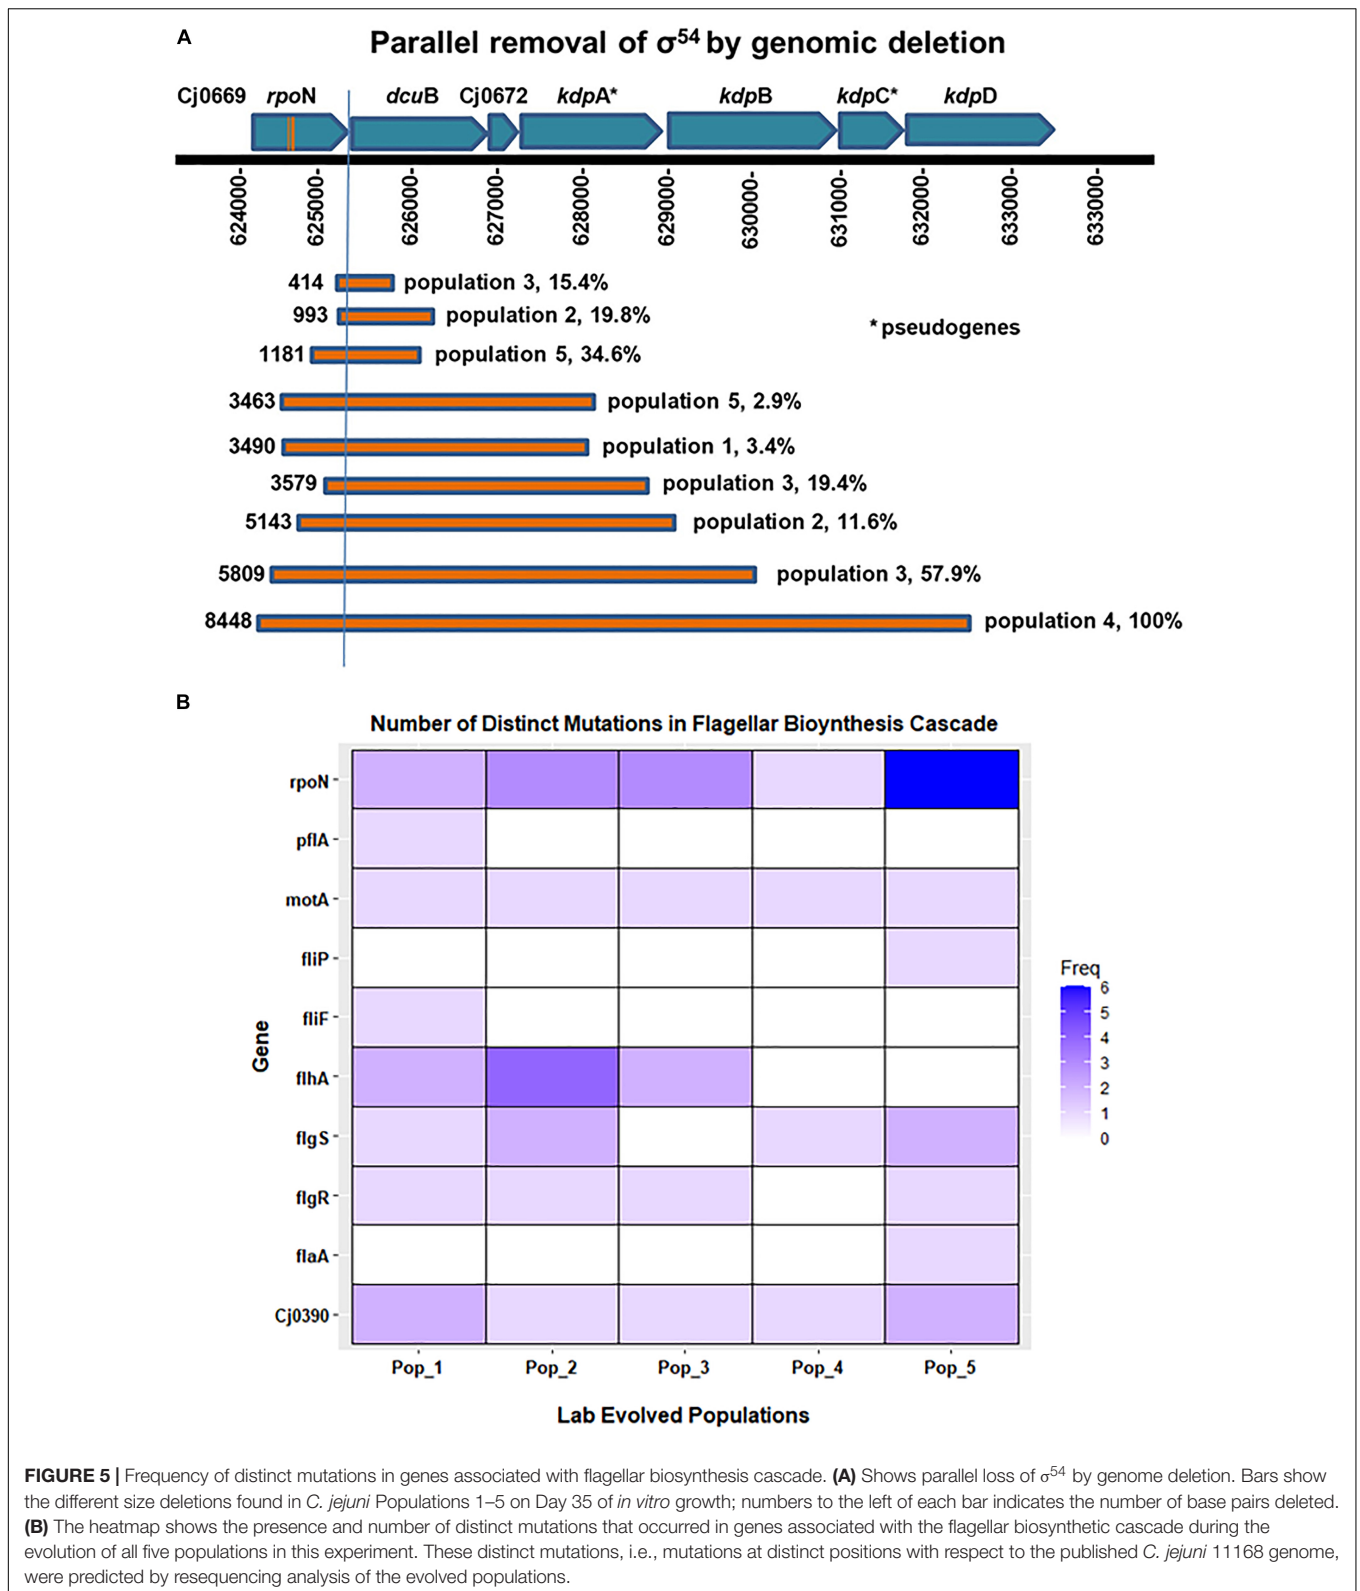 A
Parallel removal of σ54 by genomic deletion
Cj0669 rpoN dcuB Cj0672 kdpA* kdpB kdpC* kdpD
624000- 625000- 626000- 627000- 628000- 629000- 630000- 631000- 632000- 633000- 633000-
414 population 3, 15.4%
993 population 2, 19.8%
*pseudogenes
1181 population 5, 34.6%
3463 population 5, 2.9%
3490 population 1, 3.4%
3579 population 3, 19.4%
5143 population 2, 11.6%
5809 population 3, 57.9%
8448 population 4, 100%
B
Number of Distinct Mutations in Flagellar Bioynthesis Cascade
rpoN
pflA
motA
fliP
fliF
flhA
flgS
flgR
flaA
Cj0390
Gene
Freq
6
5
4
3
2
1
0
Pop_1 Pop_2 Pop_3 Pop_4 Pop_5
Lab Evolved Populations
FIGURE 5 | Frequency of distinct mutations in genes associated with flagellar biosynthesis cascade. (A) Shows parallel loss of σ54 by genome deletion. Bars show
the different size deletions found in C. jejuni Populations 1–5 on Day 35 of in vitro growth; numbers to the left of each bar indicates the number of base pairs deleted.
(B) The heatmap shows the presence and number of distinct mutations that occurred in genes associated with the flagellar biosynthetic cascade during the
evolution of all five populations in this experiment. These distinct mutations, i.e., mutations at distinct positions with respect to the published C. jejuni 11168 genome,
were predicted by resequencing analysis of the evolved populations.